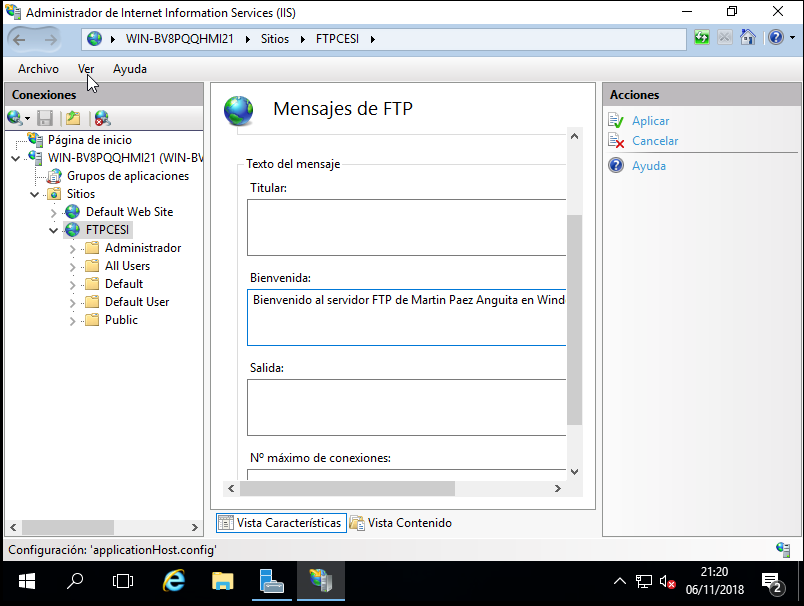 Administrador de Internet Information Services (IIS)
WIN-BV8PQQHMI21 Sitios FTPCESI
Archivo Ver Ayuda
Conexiones
Página de inicio
WIN-BV8PQQHMI21 (WIN-BV
Grupos de aplicaciones
Sitios
Default Web Site
FTPCESI
Administrador
All Users
Default
Default User
Public
Mensajes de FTP
Texto del mensaje
Titular:
Bienvenida:
Bienvenido al servidor FTP de Martin Paez Anguita en Wind
Salida:
Nº máximo de conexiones:
Vista Características Vista Contenido
Acciones
Aplicar
Cancelar
Ayuda
Configuración: 'applicationHost.config'
21:20
06/11/2018
2